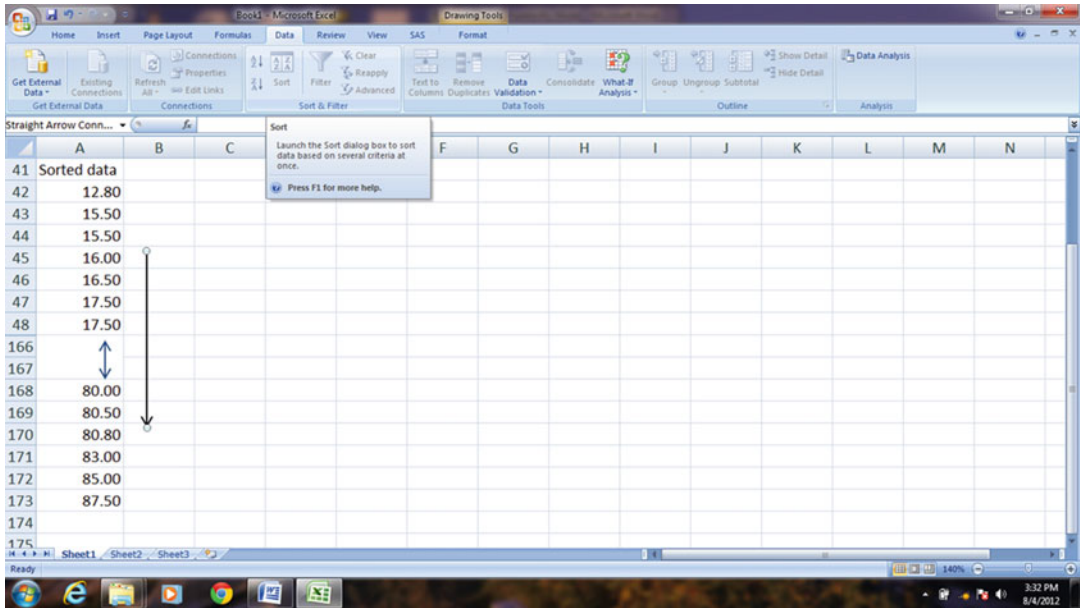 Book1 - Microsoft Excel
Drawing Tools
Home Insert Page Layout Formulas Data Review View SAS Format
Get External Data
Existing Connections
Get External Data
Refresh All
Connections
Properties
Edit Links
Connections
Sort
Filter
Clear
Reapply
Advanced
Sort & Filter
Text to Columns
Remove Duplicates
Data Validation
Consolidate
What-If Analysis
Data Tools
Group
Ungroup
Subtotal
Show Detail
Hide Detail
Outline
Data Analysis
Analysis
Straight Arrow Conn...
fx
Sort
Launch the Sort dialog box to sort
data based on several criteria at
once.
Press F1 for more help.
A B C F G H I J K L M N
41 Sorted data
42 12.80
43 15.50
44 15.50
45 16.00
46 16.50
47 17.50
48 17.50
166
167
168 80.00
169 80.50
170 80.80
171 83.00
172 85.00
173 87.50
174
175
Sheet1 Sheet2 Sheet3
Ready
140%
3:32 PM
8/4/2012